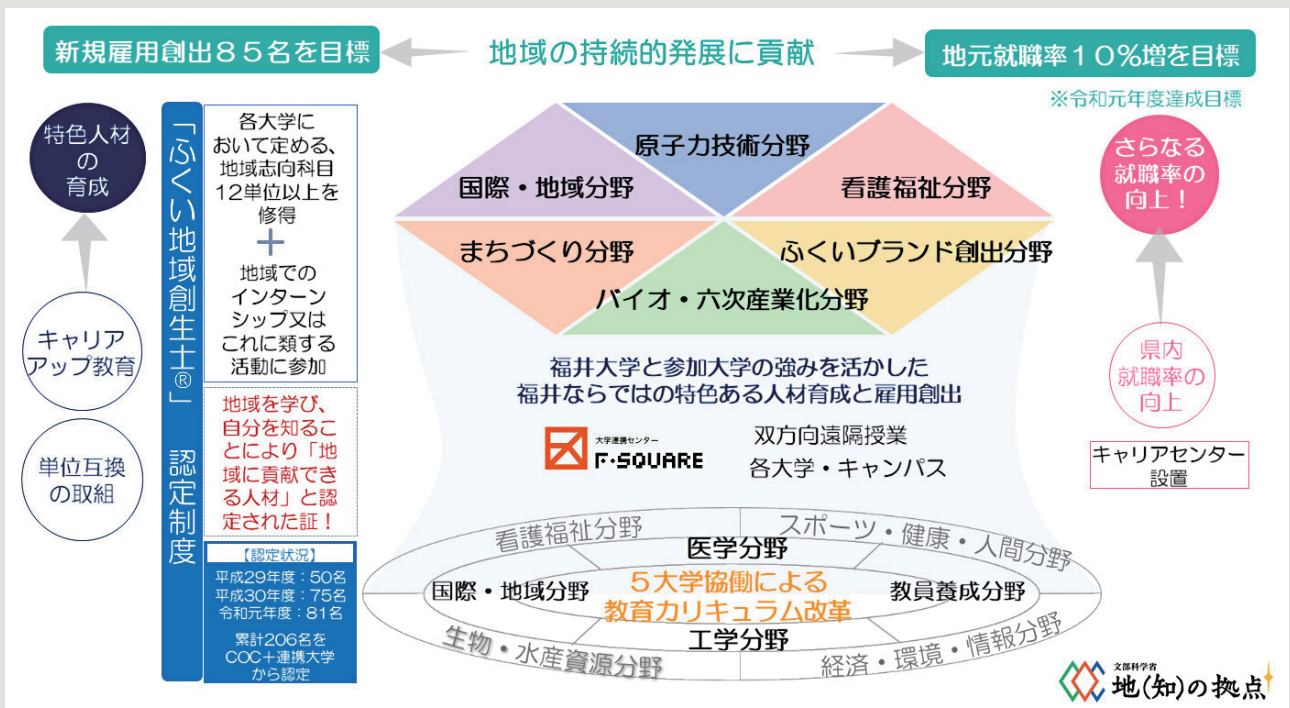 新規雇用創出８５名を目標
地域の持続的発展に貢献
地元就職率１０％増を目標
※令和元年度達成目標
特色人材
の
育成
キャリア
アップ教育
単位互換
の取組
「ふくい地域創生士®」 認定制度
各大学に
おいて定める、
地域志向科目
12単位以上を
修得
＋
地域での
インターン
シップ又は
これに類する
活動に参加
地域を学び、
自分を知るこ
とにより「地
域に貢献でき
る人材」と認
定された証！
【認定状況】
平成29年度：50名
平成30年度：75名
令和元年度：81名
累計206名を
COC＋連携大学
から認定
原子力技術分野
国際・地域分野
看護福祉分野
まちづくり分野
ふくいブランド創出分野
バイオ・六次産業化分野
福井大学と参加大学の強みを活かした
福井ならではの特色ある人材育成と雇用創出
大学連携センター
F・SQUARE
双方向遠隔授業
各大学・キャンパス
看護福祉分野
スポーツ・健康・人間分野
医学分野
国際・地域分野
５大学協働による
教育カリキュラム改革
教員養成分野
工学分野
生物・水産資源分野
経済・環境・情報分野
さらなる
就職率の
向上！
県内
就職率の
向上
キャリアセンター
設置
文部科学省
地(知)の拠点